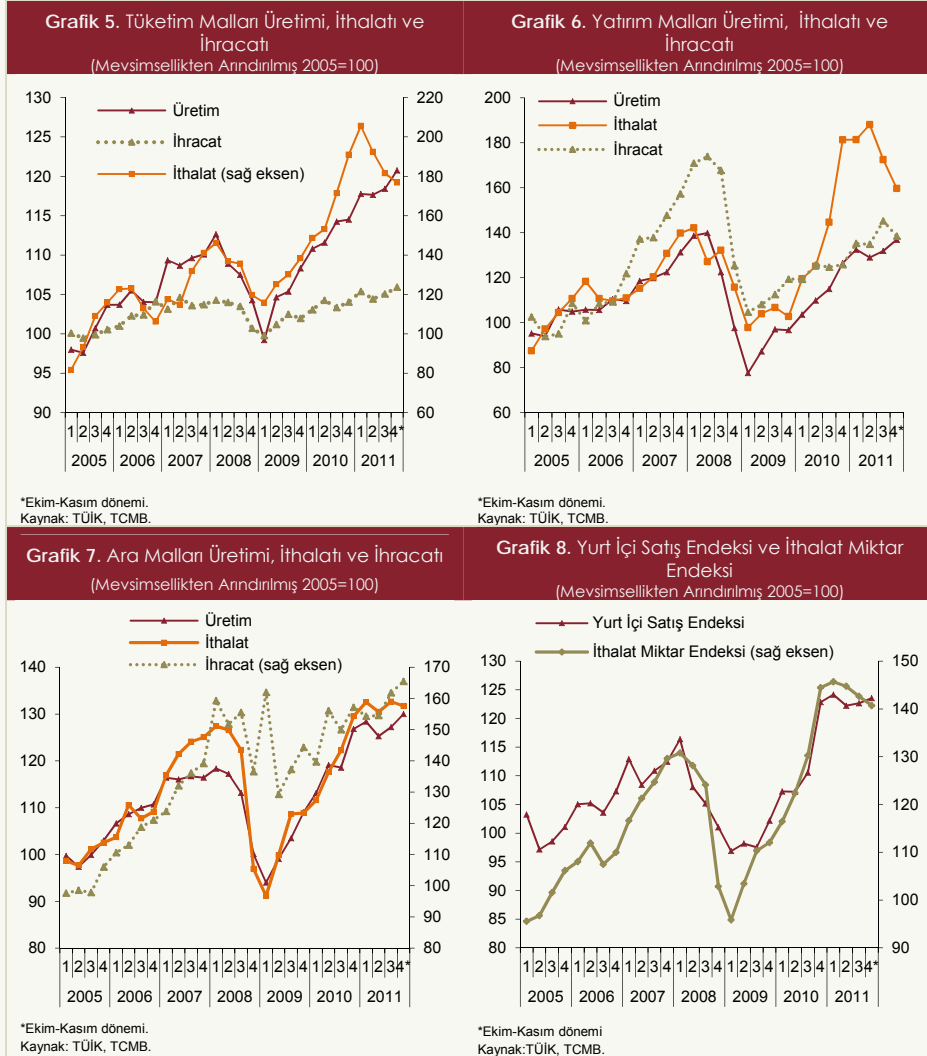 Grafik 5. Tüketim Malları Üretimi, İthalatı ve
İhracatı
(Mevsimsellikten Arındırılmış 2005=100)
130
125
120
115
110
105
100
95
90
220
200
180
160
140
120
100
80
60
Üretim
İhracat
İthalat (sağ eksen)
1 2 3 4 1 2 3 4 1 2 3 4 1 2 3 4 1 2 3 4 1 2 3 4 1 2 3 4*
2005 2006 2007 2008 2009 2010 2011
*Ekim-Kasım dönemi.
Kaynak: TÜİK, TCMB.
Grafik 6. Yatırım Malları Üretimi, İthalatı ve
İhracatı
(Mevsimsellikten Arındırılmış 2005=100)
200
180
160
140
120
100
80
60
Üretim
İthalat
İhracat
1 2 3 4 1 2 3 4 1 2 3 4 1 2 3 4 1 2 3 4 1 2 3 4 1 2 3 4*
2005 2006 2007 2008 2009 2010 2011
*Ekim-Kasım dönemi.
Kaynak: TÜİK, TCMB.
Grafik 7. Ara Malları Üretimi, İthalatı ve İhracatı
(Mevsimsellikten Arındırılmış 2005=100)
Üretim
İthalat
İhracat (sağ eksen)
140
130
120
110
100
90
80
170
160
150
140
130
120
110
100
90
80
1 2 3 4 1 2 3 4 1 2 3 4 1 2 3 4 1 2 3 4 1 2 3 4 1 2 3 4*
2005 2006 2007 2008 2009 2010 2011
*Ekim-Kasım dönemi.
Kaynak: TÜİK, TCMB.
Grafik 8. Yurt İçi Satış Endeksi ve İthalat Miktar
Endeksi
(Mevsimsellikten Arındırılmış 2005=100)
Yurt İçi Satış Endeksi
İthalat Miktar Endeksi (sağ eksen)
130
125
120
115
110
105
100
95
90
85
80
150
140
130
120
110
100
90
1 2 3 4 1 2 3 4 1 2 3 4 1 2 3 4 1 2 3 4 1 2 3 4 1 2 3 4*
2005 2006 2007 2008 2009 2010 2011
*Ekim-Kasım dönemi
Kaynak:TÜİK, TCMB.